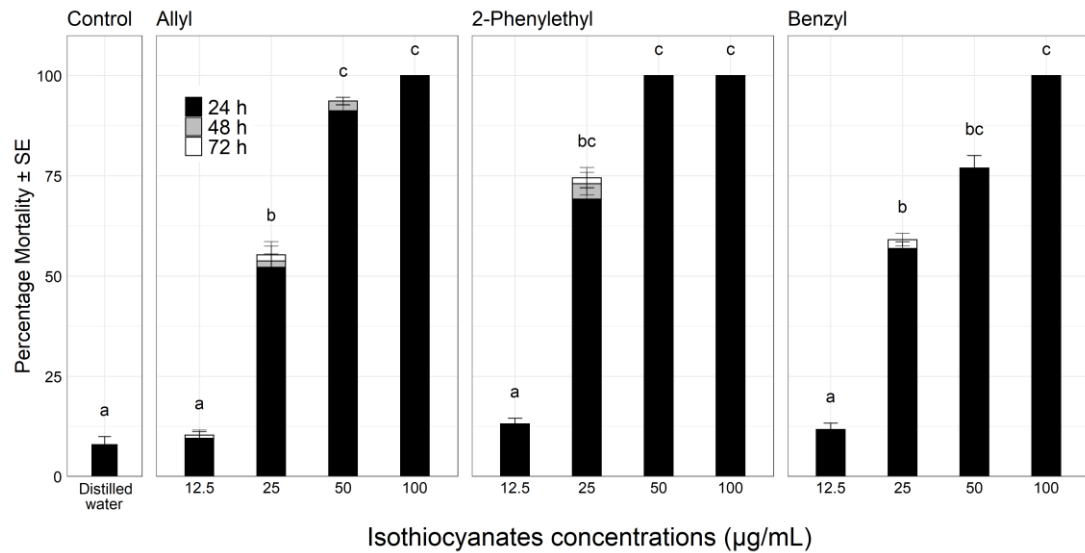 Control
Allyl
2-Phenylethyl
Benzyl
Percentage Mortality ± SE
100
75
50
25
0
24 h
48 h
72 h
a
a
b
c
c
a
bc
c
c
a
b
bc
c
Distilled
water
12.5 25 50 100
12.5 25 50 100
12.5 25 50 100
Isothiocyanates concentrations (µg/mL)